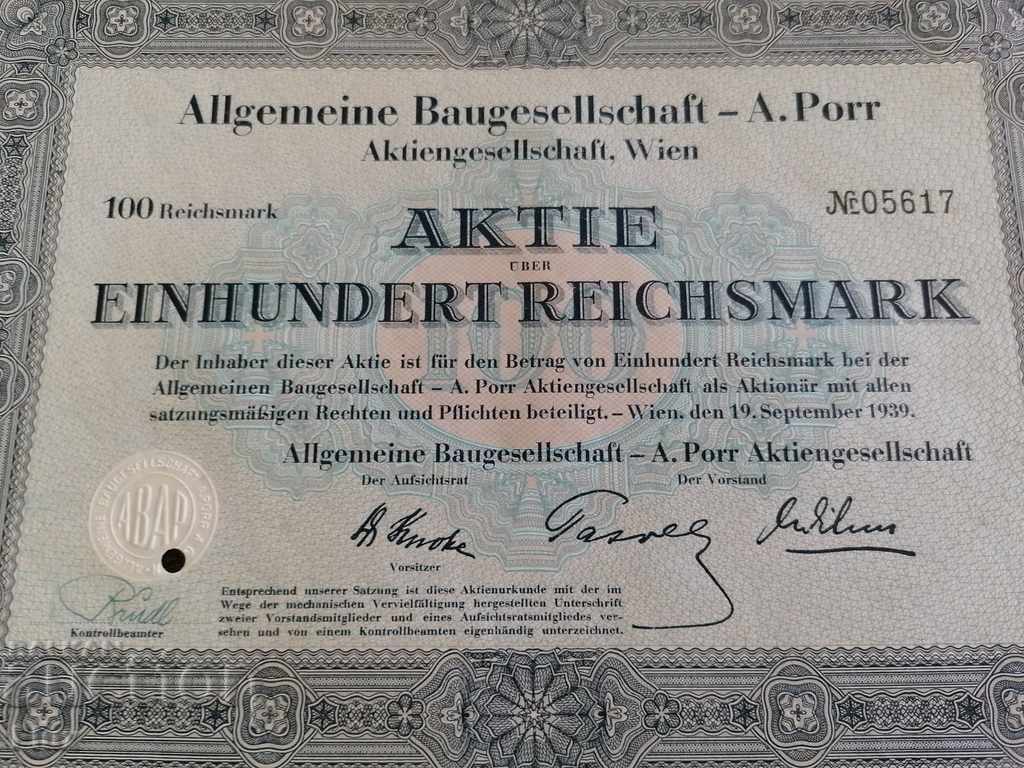 Allgemeine Baugesellschaft – A. Porr
Aktiengesellschaft, Wien
100 Reichsmark
№ 05617
AKTIE
ÜBER
EINHUNDERT REICHSMARK
Der Inhaber dieser Aktie ist für den Betrag von Einhundert Reichsmark bei der
Allgemeinen Baugesellschaft – A. Porr Aktiengesellschaft als Aktionär mit allen
satzungsmäßigen Rechten und Pflichten beteiligt. – Wien, den 19. September 1939.
Allgemeine Baugesellschaft – A. Porr Aktiengesellschaft
Der Aufsichtsrat
Der Vorstand
Vorsitzer
ABAP
Entsprechend unserer Satzung ist diese Aktienurkunde mit der im
Wege der mechanischen Vervielfältigung hergestellten Unterschrift
zweier Vorstandsmitglieder und eines Aufsichtsratsmitgliedes ver-
sehen und von einem Kontrollbeamten eigenhändig unterzeichnet.
Kontrollbeamter
BALKAN
AUCTION